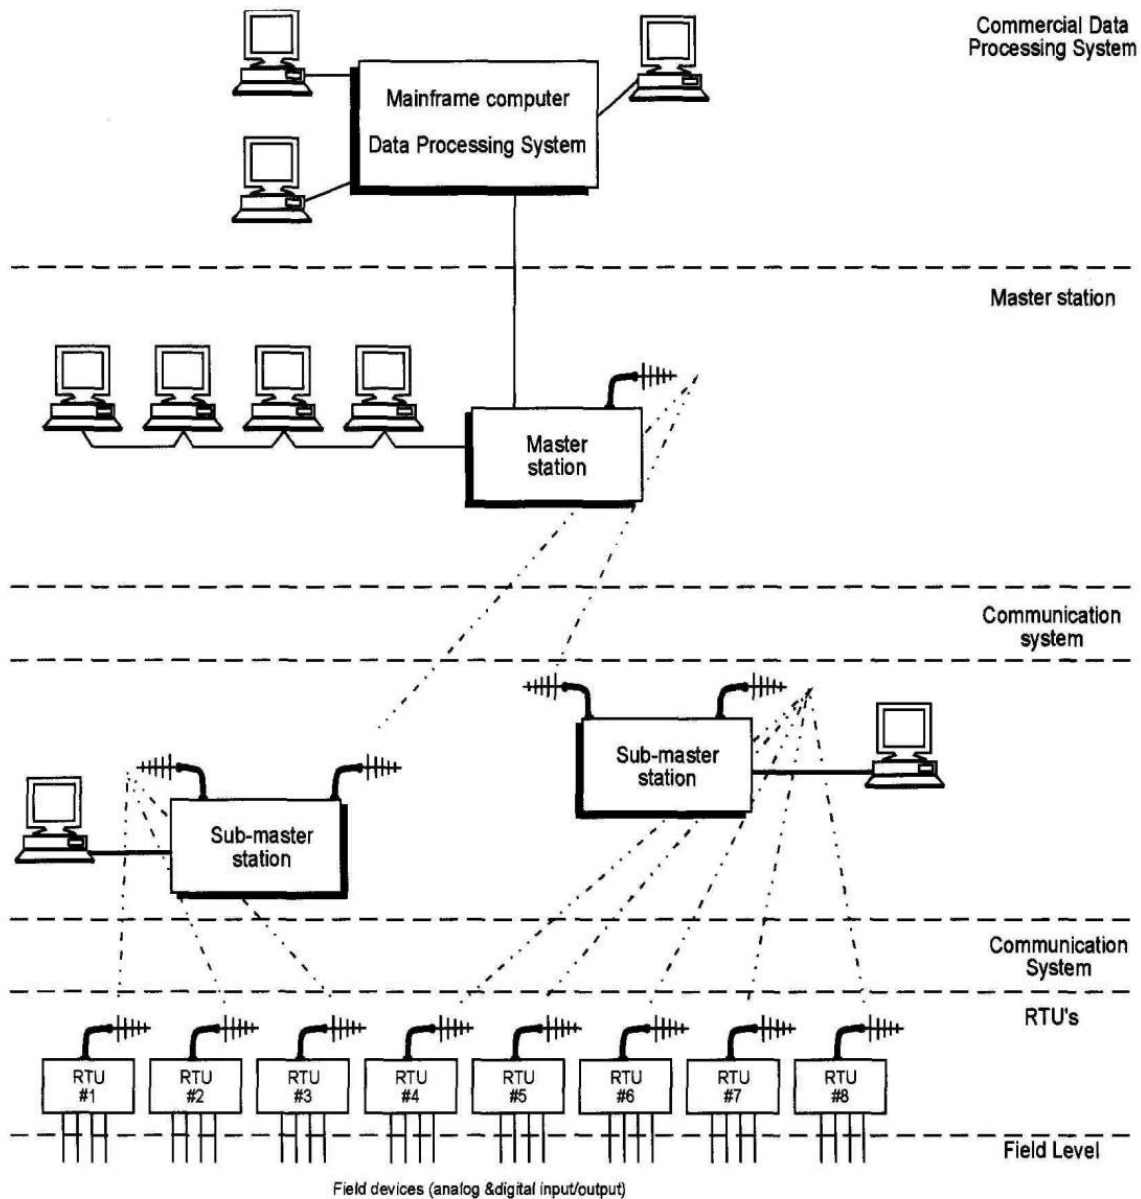 Commercial Data
Processing System
Mainframe computer
Data Processing System
Master station
Master
station
Communication
system
Sub-master
station
Sub-master
station
Communication
System
RTU's
RTU
#1
RTU
#2
RTU
#3
RTU
#4
RTU
#5
RTU
#6
RTU
#7
RTU
#8
Field Level
Field devices (analog &digital input/output)